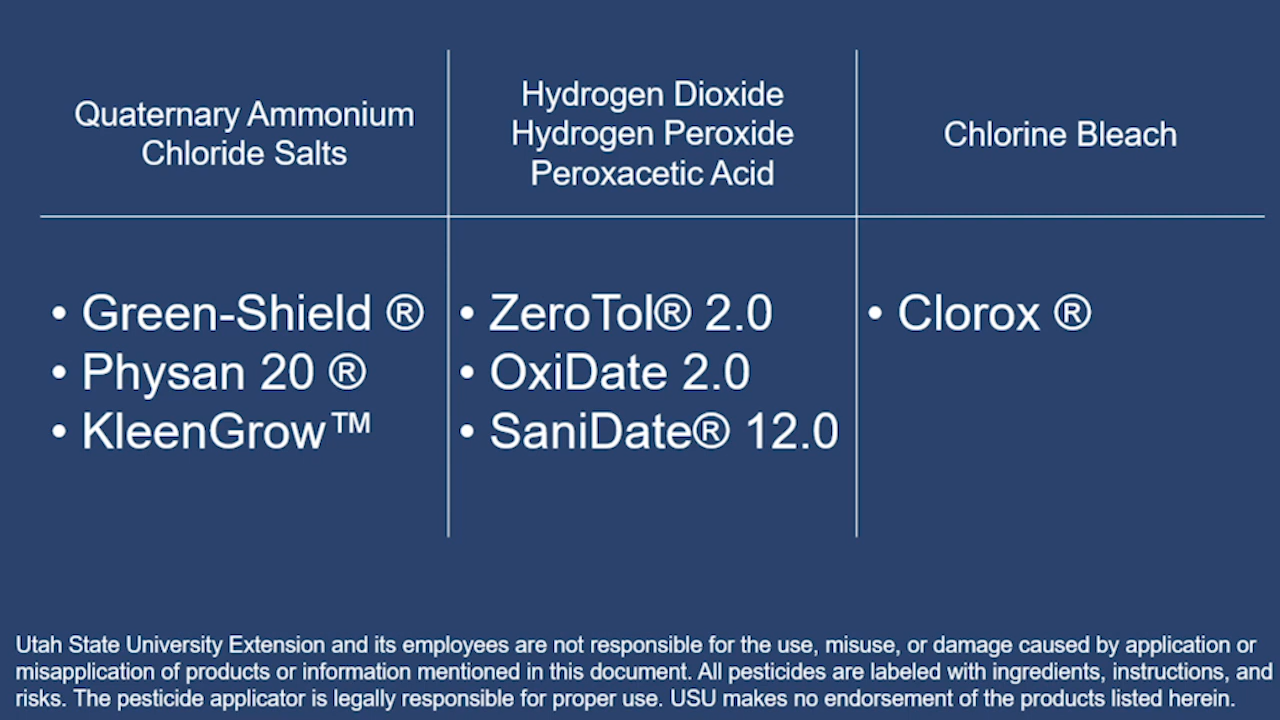 Quaternary Ammonium
Chloride Salts
Hydrogen Dioxide
Hydrogen Peroxide
Peroxacetic Acid
Chlorine Bleach
• Green-Shield ®
• Physan 20 ®
• KleenGrow™
• ZeroTol® 2.0
• OxiDate 2.0
• SaniDate® 12.0
• Clorox ®
Utah State University Extension and its employees are not responsible for the use, misuse, or damage caused by application or
misapplication of products or information mentioned in this document. All pesticides are labeled with ingredients, instructions, and
risks. The pesticide applicator is legally responsible for proper use. USU makes no endorsement of the products listed herein.